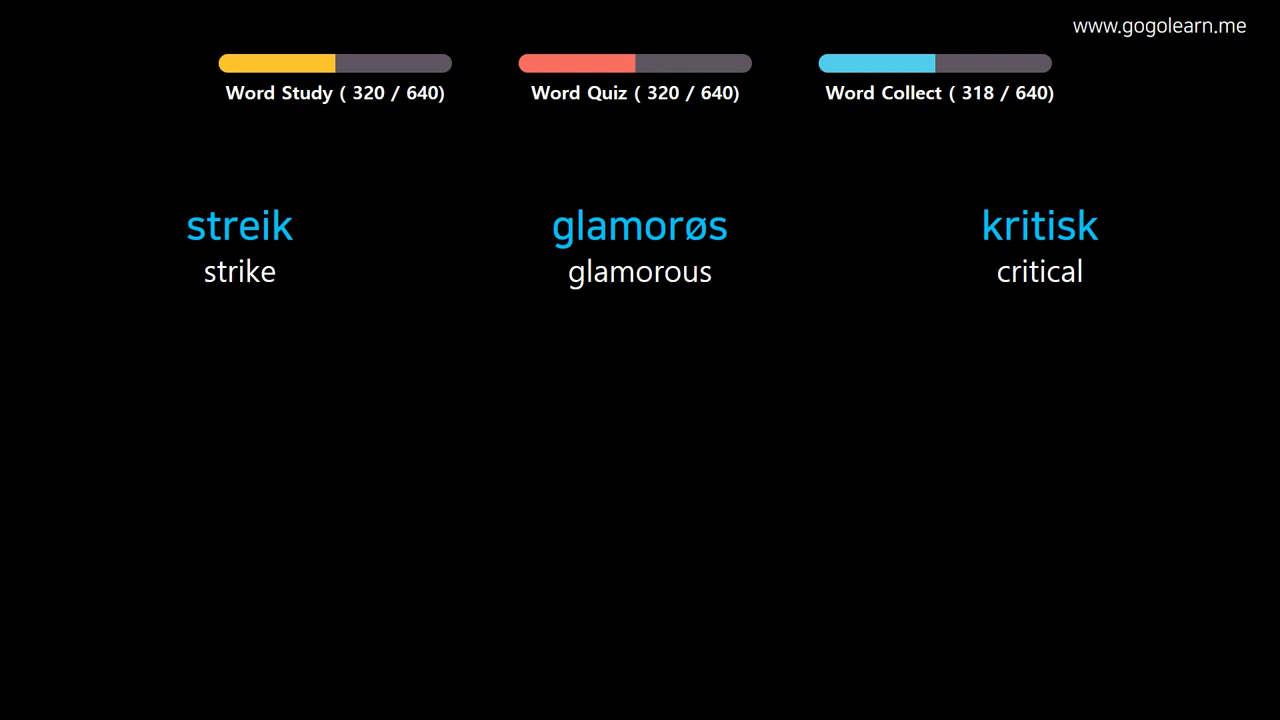 www.gogolearn.me
Word Study ( 320 / 640)
Word Quiz ( 320 / 640)
Word Collect ( 318 / 640)
streik
strike
glamorøs
glamorous
kritisk
critical